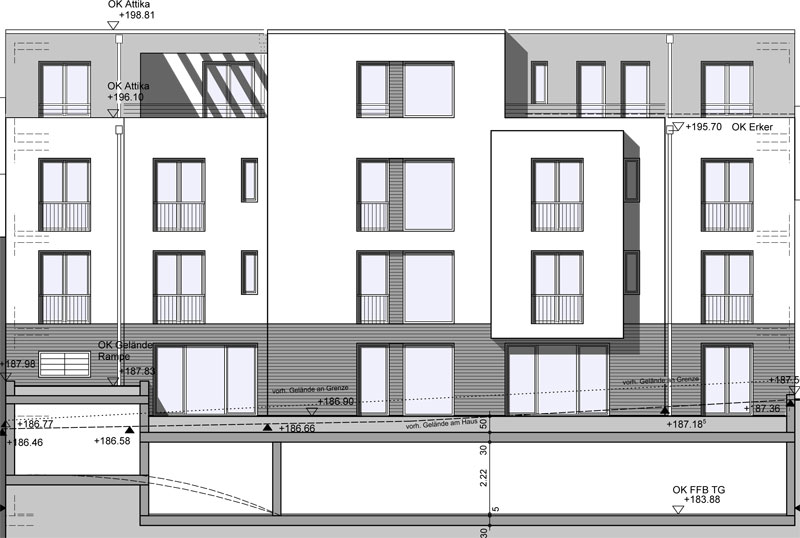 OK Attika
+198.81
OK Attika
+196.10
+195.70 OK Erker
OK Gelände
Rampe
+187.98
+187.83
vorh. Gelände an Grenze
vorh. Gelände an Grenze
+187.5
+186.90
+187.36
+186.77
+186.46
+186.58
+186.66
vorh. Gelände am Haus
50
+187.18⁵
30
2.22
OK FFB TG
+183.88
5
30